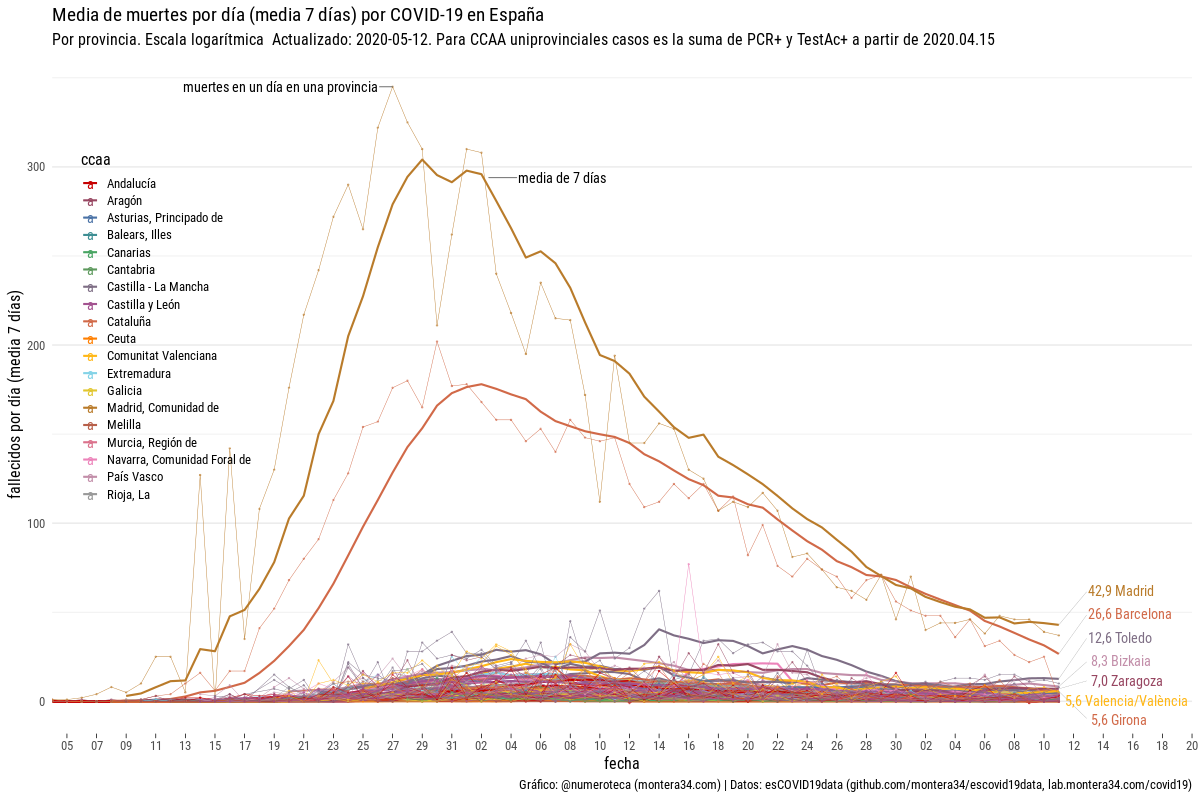 Media de muertes por día (media 7 días) por COVID-19 en España
Por provincia. Escala logarítmica  Actualizado: 2020-05-12. Para CCAA uniprovinciales casos es la suma de PCR+ y TestAc+ a partir de 2020.04.15
muertes en un día en una provincia
media de 7 días
ccaa
Andalucía
Aragón
Asturias, Principado de
Balears, Illes
Canarias
Cantabria
Castilla - La Mancha
Castilla y León
Cataluña
Ceuta
Comunitat Valenciana
Extremadura
Galicia
Madrid, Comunidad de
Melilla
Murcia, Región de
Navarra, Comunidad Foral de
País Vasco
Rioja, La
fallecidos por día (media 7 días)
300
200
100
0
42,9 Madrid
26,6 Barcelona
12,6 Toledo
8,3 Bizkaia
7,0 Zaragoza
5,6 Valencia/València
5,6 Girona
05 07 09 11 13 15 17 19 21 23 25 27 29 31 02 04 06 08 10 12 14 16 18 20 22 24 26 28 30 02 04 06 08 10 12 14 16 18 20
fecha
Gráfico: @numeroteca (montera34.com) | Datos: esCOVID19data (github.com/montera34/escovid19data, lab.montera34.com/covid19)